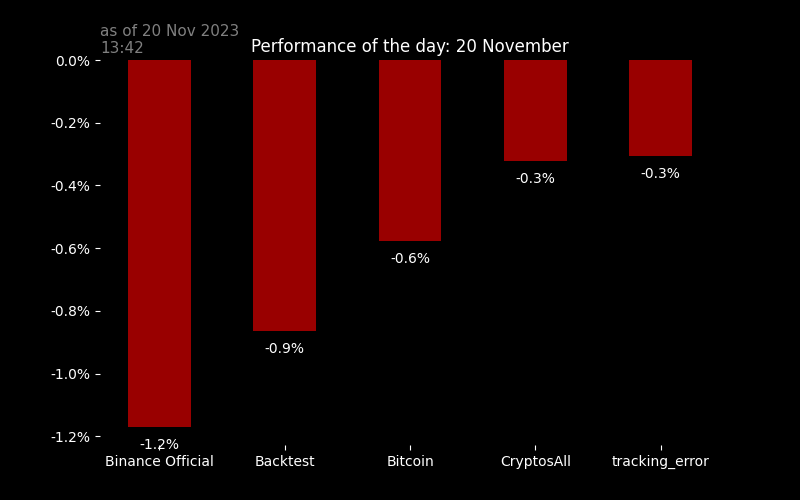 as of 20 Nov 2023
13:42
Performance of the day: 20 November
0.0%
-0.2%
-0.4%
-0.6%
-0.8%
-1.0%
-1.2%
-1.2%
-0.9%
-0.6%
-0.3%
-0.3%
Binance Official
Backtest
Bitcoin
CryptosAll
tracking_error